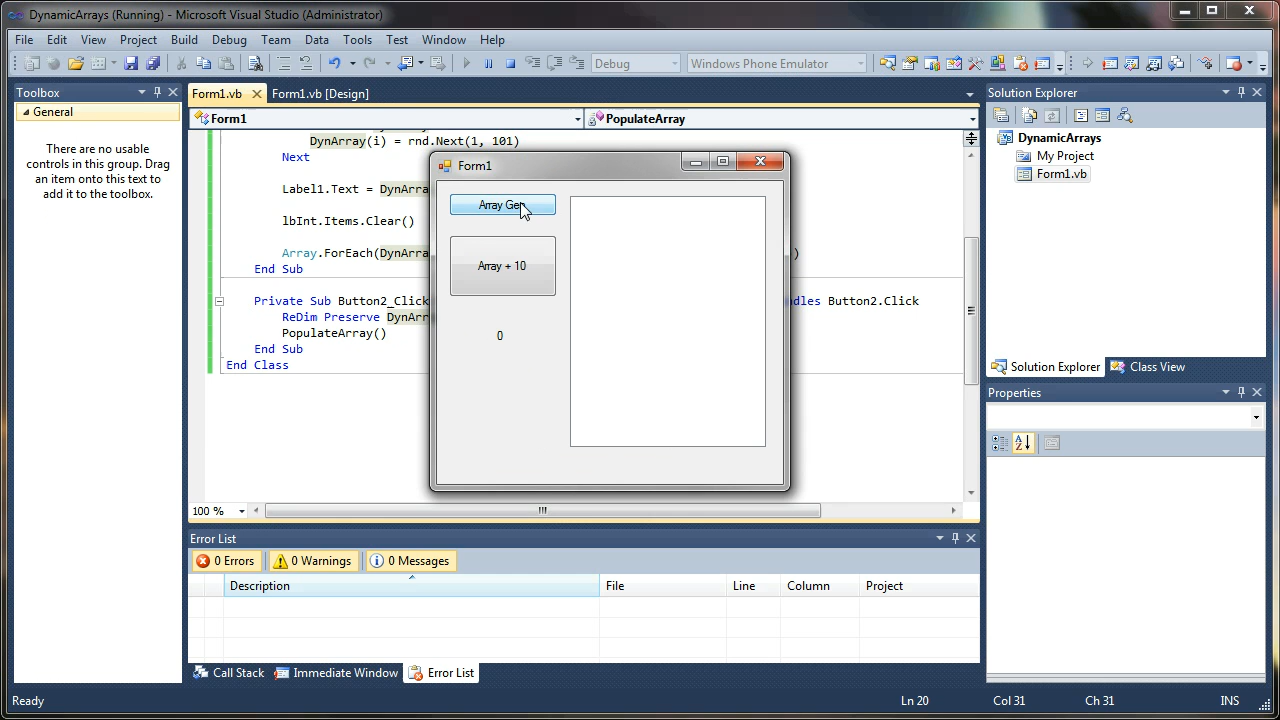 DynamicArrays (Running) - Microsoft Visual Studio (Administrator)
File Edit View Project Build Debug Team Data Tools Test Window Help
Debug Windows Phone Emulator
Toolbox
General
There are no usable
controls in this group. Drag
an item onto this text to
add it to the toolbox.
Form1.vb Form1.vb [Design]
Form1 PopulateArray
DynArray(i) = rnd.Next(1, 101)
Next
Label1.Text = DynArra
lbInt.Items.Clear()
Array.ForEach(DynArra )
End Sub
Private Sub Button2_Click dles Button2.Click
ReDim Preserve DynArr
PopulateArray()
End Sub
End Class
100 %
Form1
Array Gen
Array + 10
0
Solution Explorer
DynamicArrays
My Project
Form1.vb
Solution Explorer Class View
Properties
Error List
0 Errors 0 Warnings 0 Messages
Description File Line Column Project
Call Stack Immediate Window Error List
Ready Ln 20 Col 31 Ch 31 INS